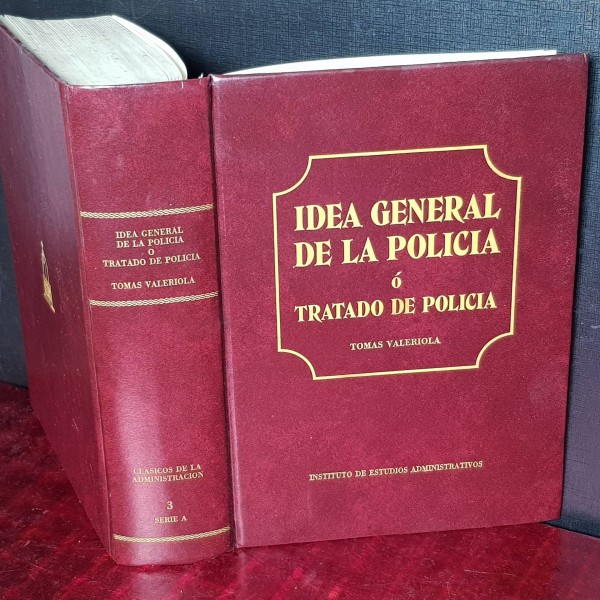 IDEA GENERAL
DE LA POLICIA
O
TRATADO DE POLICIA
TOMAS VALERIOLA
CLASICOS DE LA
ADMINISTRACION
3
SERIE A
IDEA GENERAL
DE LA POLICIA
ó
TRATADO DE POLICIA
TOMAS VALERIOLA
INSTITUTO DE ESTUDIOS ADMINISTRATIVOS